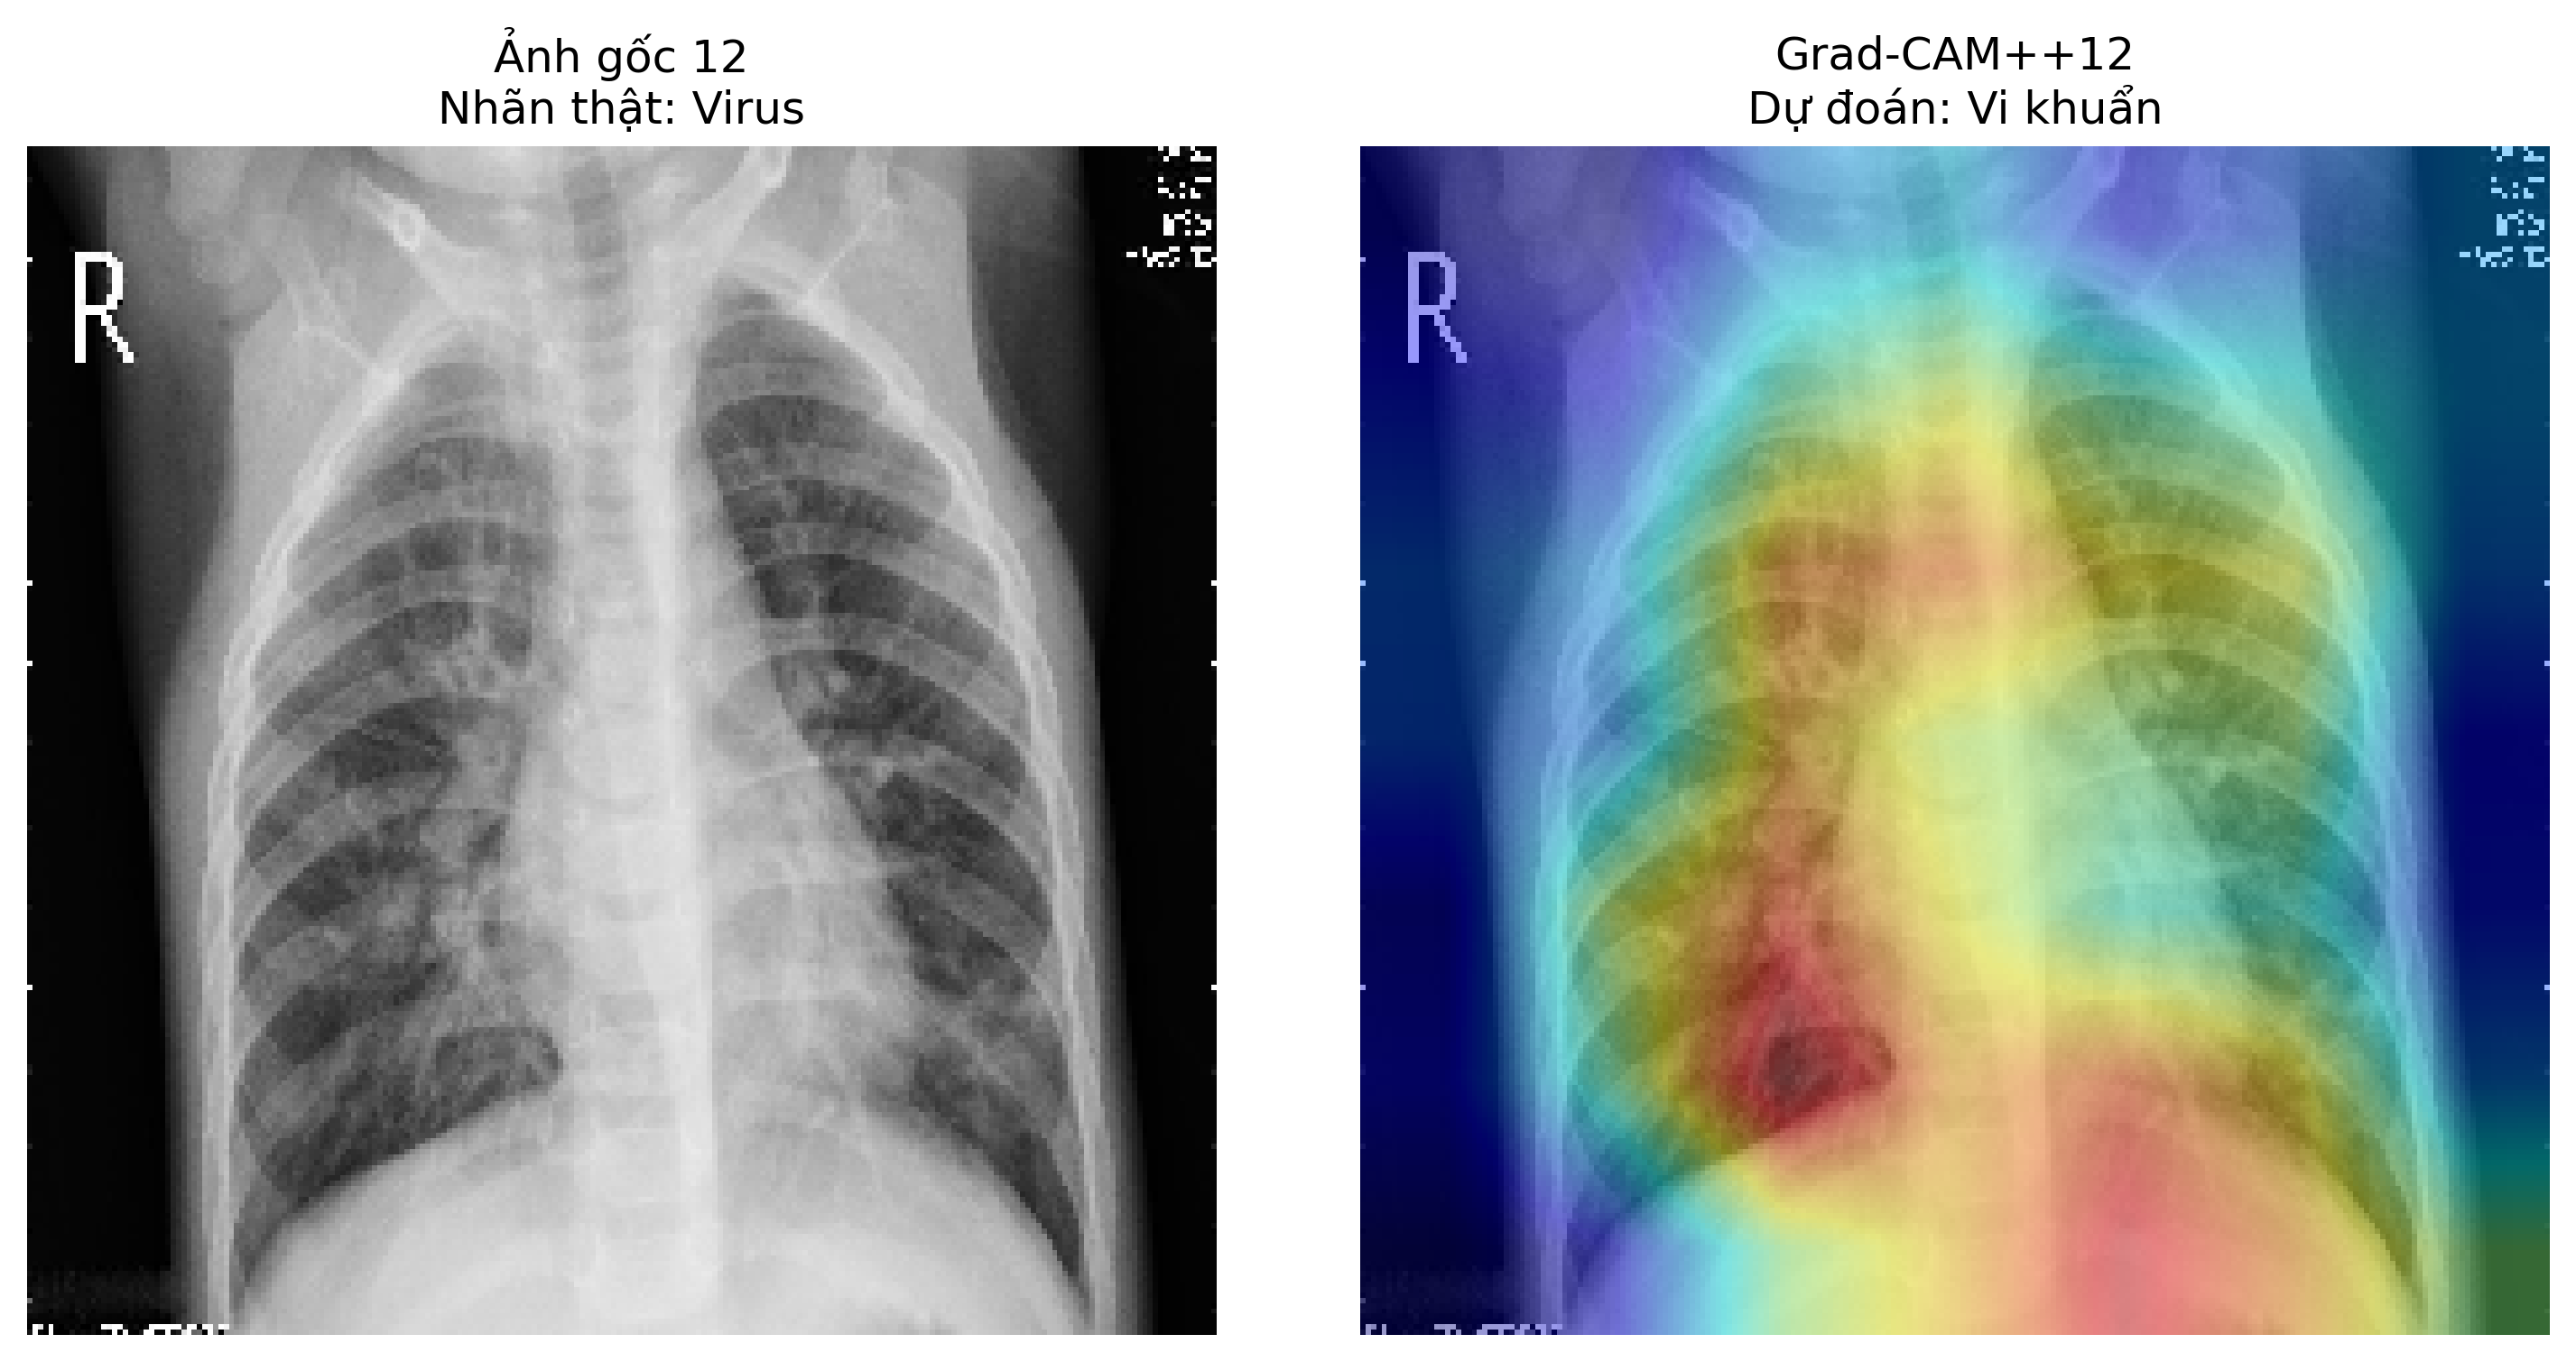 Ảnh gốc 12
Nhãn thật: Virus
R
Grad-CAM++12
Dự đoán: Vi khuẩn
R